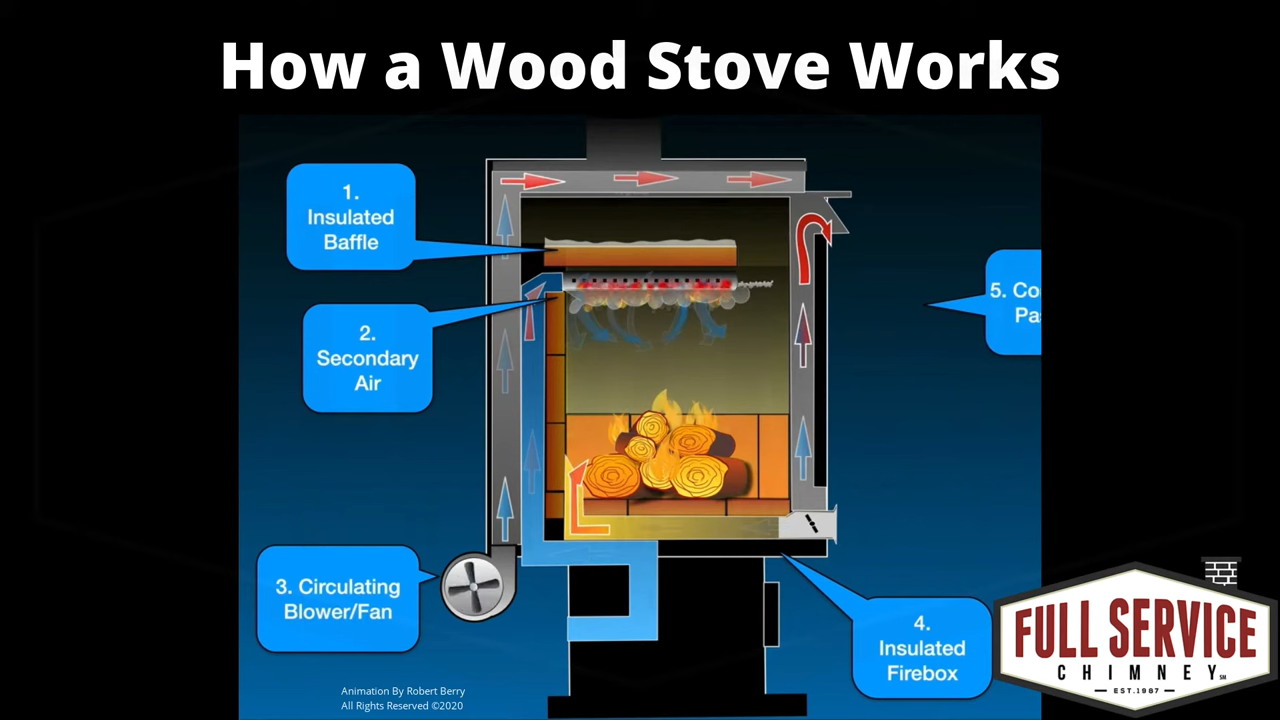 How a Wood Stove Works
1.
Insulated
Baffle
2.
Secondary
Air
3. Circulating
Blower/Fan
4.
Insulated
Firebox
5. Co
Pa
Animation By Robert Berry
All Rights Reserved ©2020
FULL SERVICE
CHIMNEY SM
EST.1987